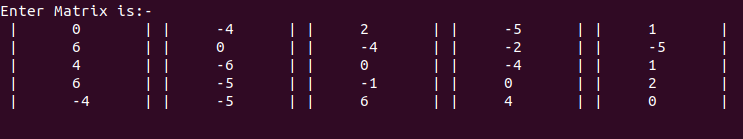 Enter Matrix is:-
| 0 | | -4 | | 2 | | -5 | | 1 |
| 6 | | 0 | | -4 | | -2 | | -5 |
| 4 | | -6 | | 0 | | -4 | | 1 |
| 6 | | -5 | | -1 | | 0 | | 2 |
| -4 | | -5 | | 6 | | 4 | | 0 |